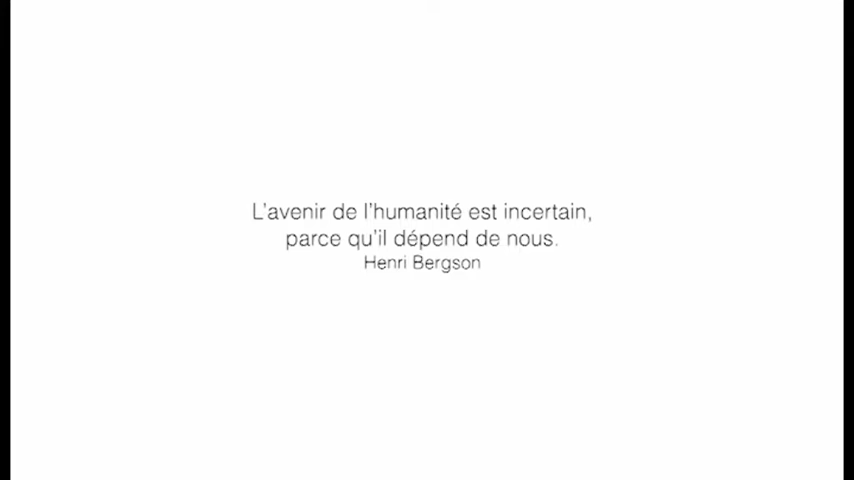 L'avenir de l'humanité est incertain,
parce qu'il dépend de nous.
Henri Bergson